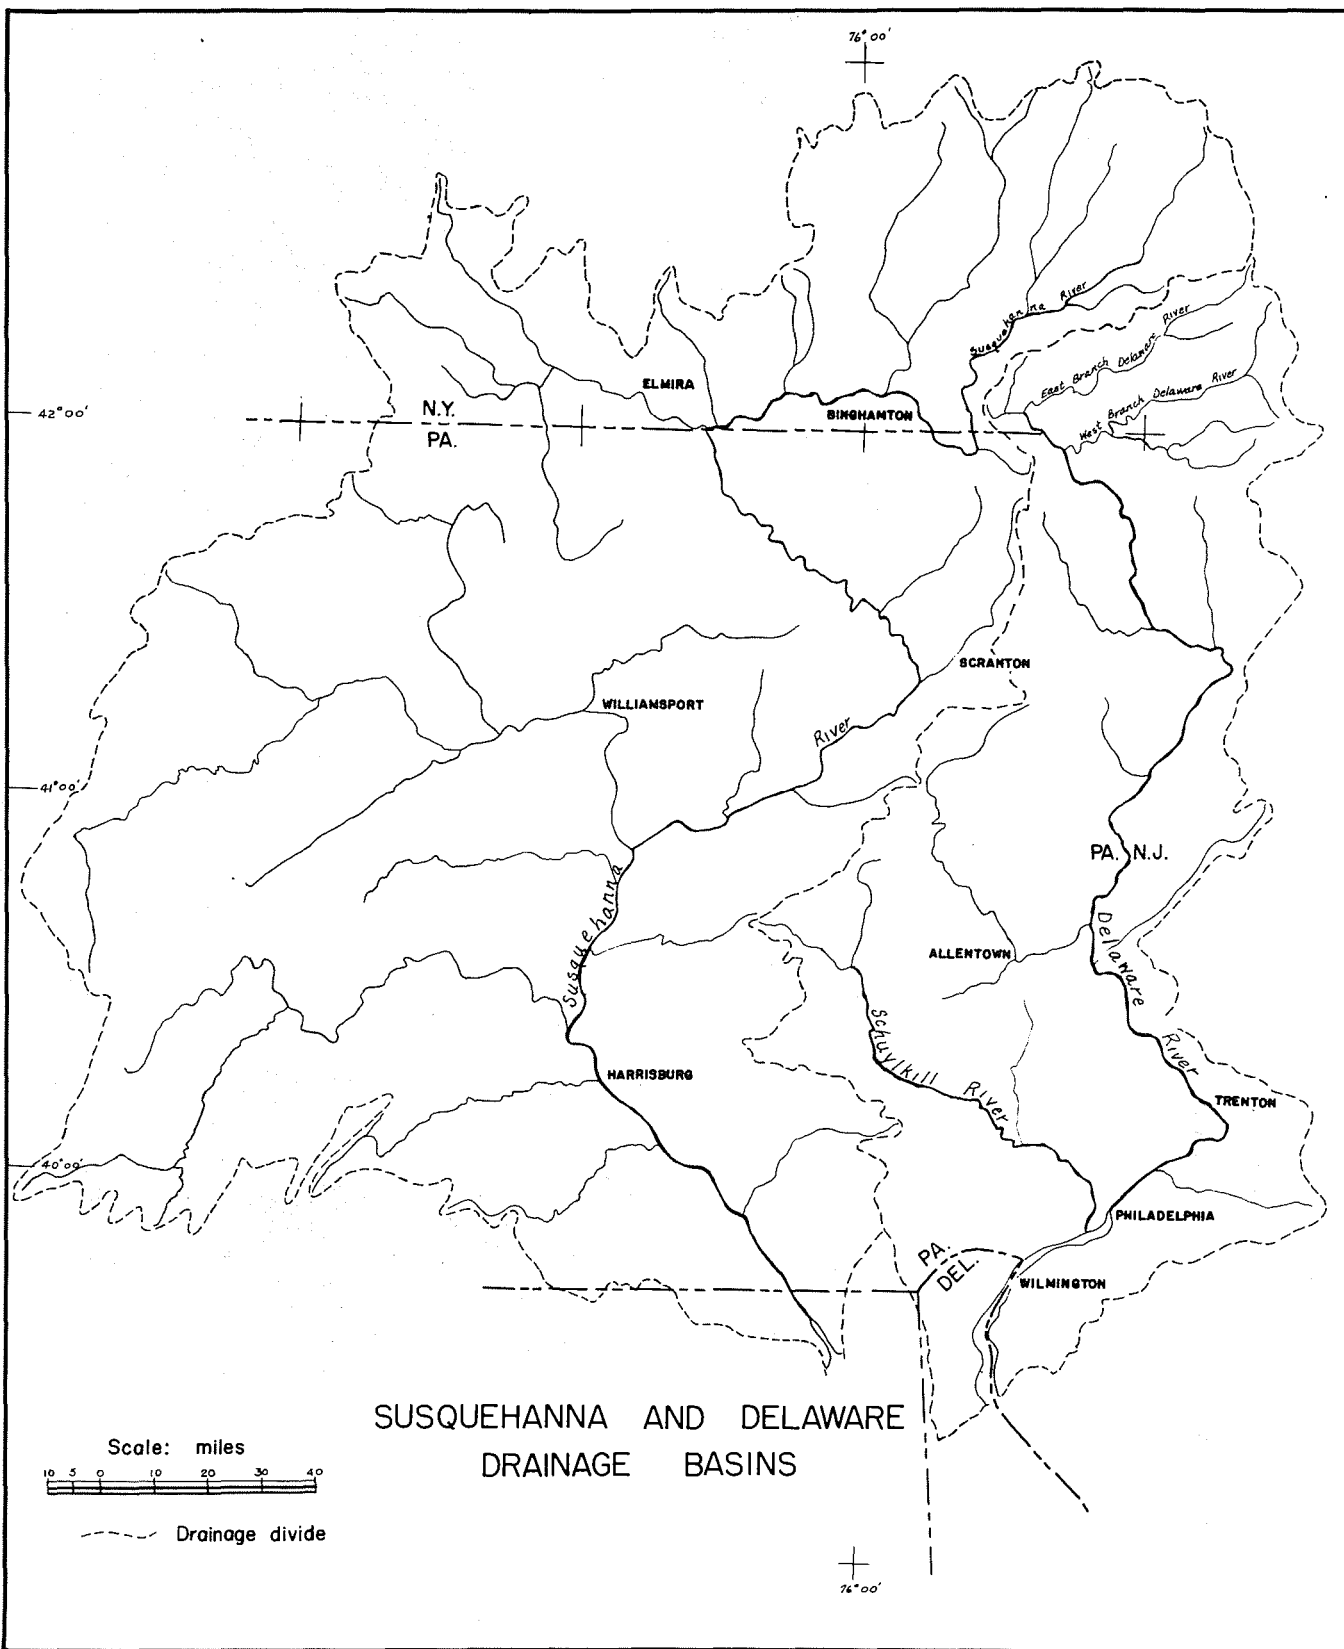 76°00'
Susquehanna River
East Branch Delaware River
West Branch Delaware River
ELMIRA
42°00'
N.Y.
PA.
BINGHAMTON
SCRANTON
WILLIAMSPORT
River
41°00'
PA. N.J.
Susquehanna
ALLENTOWN
Delaware River
Schuylkill River
HARRISBURG
TRENTON
40°00'
PHILADELPHIA
PA.
DEL.
WILMINGTON
SUSQUEHANNA AND DELAWARE
DRAINAGE BASINS
Scale: miles
10 5 0 10 20 30 40
Drainage divide
76°00'